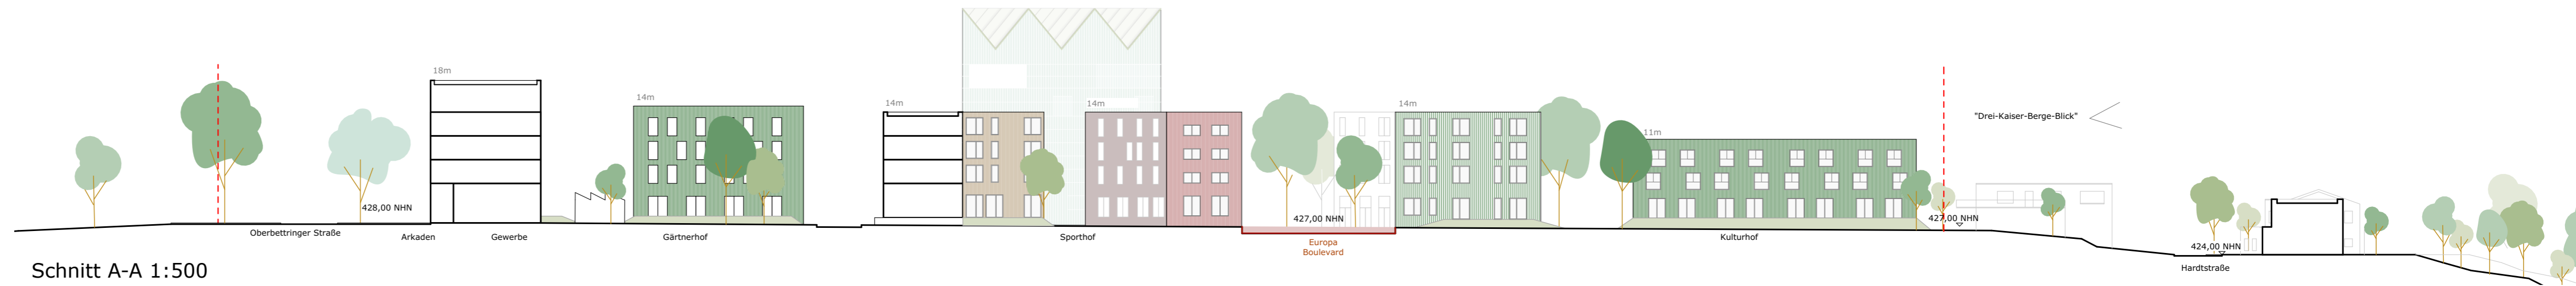 18m
14m
14m
14m
14m
11m
"Drei-Kaiser-Berge-Blick"
428,00 NHN
427,00 NHN
427,00 NHN
424,00 NHN
Oberbettringer Straße
Arkaden
Gewerbe
Gärtnerhof
Sporthof
Europa
Boulevard
Kulturhof
Hardtstraße
Schnitt A-A 1:500